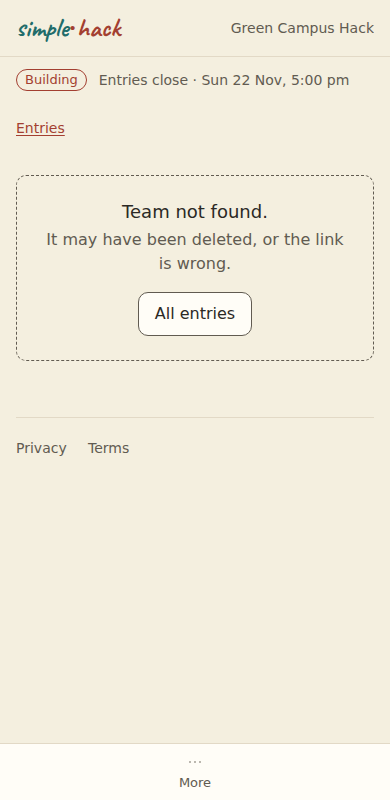 simple·hack
Green Campus Hack
Building
Entries close · Sun 22 Nov, 5:00 pm
Entries
Team not found.
It may have been deleted, or the link
is wrong.
All entries
Privacy
Terms
...
More